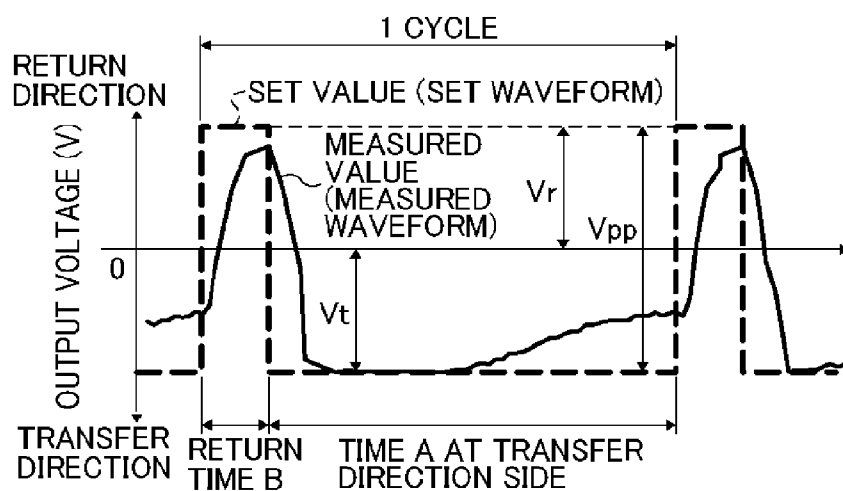 1 CYCLE
RETURN
DIRECTION
SET VALUE (SET WAVEFORM)
MEASURED
VALUE
(MEASURED
WAVEFORM)
Vr
Vpp
0
Vt
OUTPUT VOLTAGE (V)
TRANSFER
DIRECTION
RETURN
TIME B
TIME A AT TRANSFER
DIRECTION SIDE